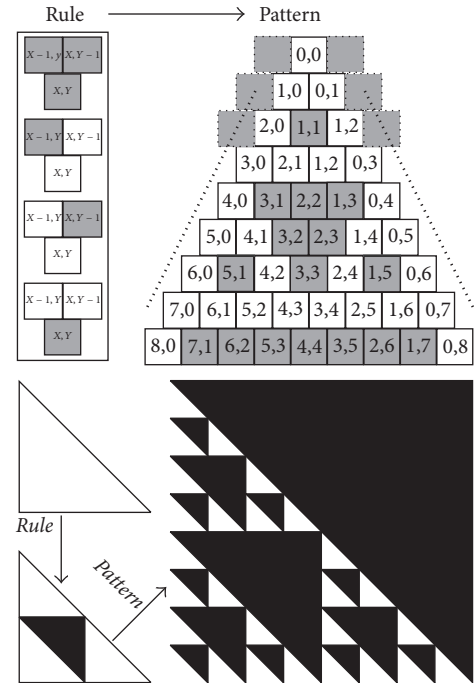 Rule Pattern
X − 1, y X, Y − 1
X, Y
X − 1, Y X, Y − 1
X, Y
X − 1, Y X, Y − 1
X, Y
X − 1, Y X, Y − 1
X, Y
0,0
1,0 0,1
2,0 1,1 1,2
3,0 2,1 1,2 0,3
4,0 3,1 2,2 1,3 0,4
5,0 4,1 3,2 2,3 1,4 0,5
6,0 5,1 4,2 3,3 2,4 1,5 0,6
7,0 6,1 5,2 4,3 3,4 2,5 1,6 0,7
8,0 7,1 6,2 5,3 4,4 3,5 2,6 1,7 0,8
Rule
Pattern